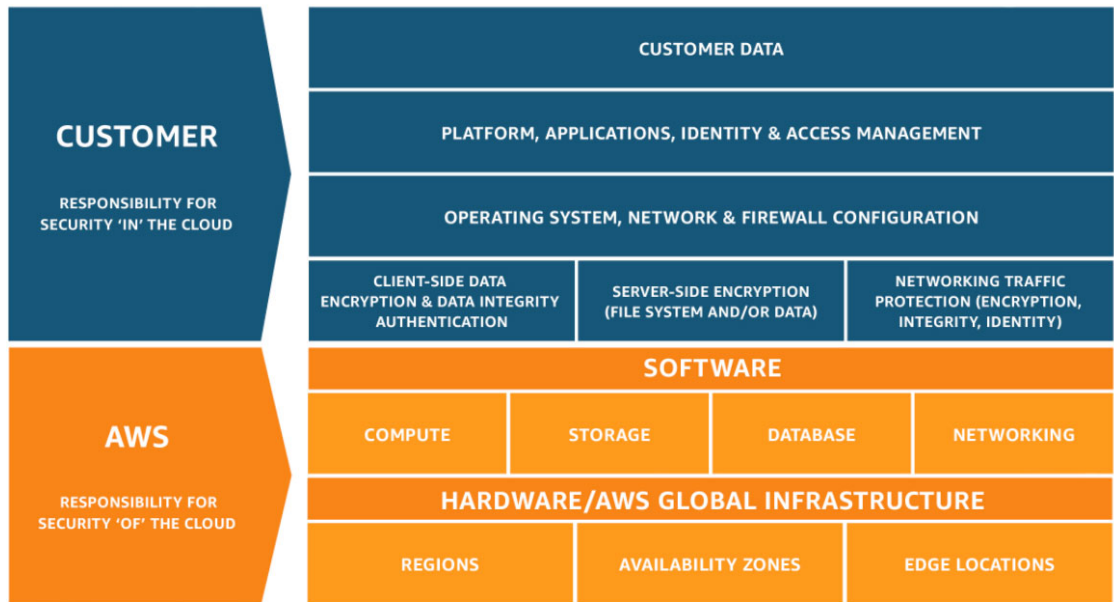 CUSTOMER
RESPONSIBILITY FOR
SECURITY ‘IN’ THE CLOUD
CUSTOMER DATA
PLATFORM, APPLICATIONS, IDENTITY & ACCESS MANAGEMENT
OPERATING SYSTEM, NETWORK & FIREWALL CONFIGURATION
CLIENT-SIDE DATA
ENCRYPTION & DATA INTEGRITY
AUTHENTICATION
SERVER-SIDE ENCRYPTION
(FILE SYSTEM AND/OR DATA)
NETWORKING TRAFFIC
PROTECTION (ENCRYPTION,
INTEGRITY, IDENTITY)
AWS
RESPONSIBILITY FOR
SECURITY ‘OF’ THE CLOUD
SOFTWARE
COMPUTE
STORAGE
DATABASE
NETWORKING
HARDWARE/AWS GLOBAL INFRASTRUCTURE
REGIONS
AVAILABILITY ZONES
EDGE LOCATIONS